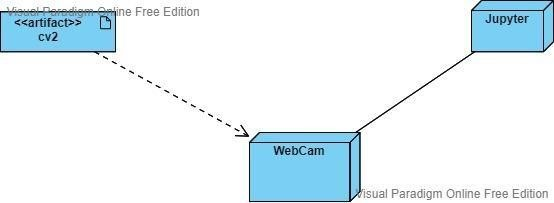 Visual Paradigm Online Free Edition
<<artifact>>
cv2
Jupyter
WebCam
Visual Paradigm Online Free Edition